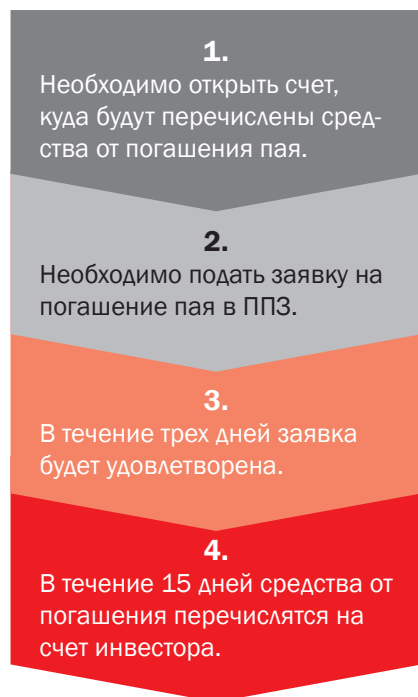 1.
Необходимо открыть счет,
куда будут перечислены сред-
ства от погашения пая.
2.
Необходимо подать заявку на
погашение пая в ППЗ.
3.
В течение трех дней заявка
будет удовлетворена.
4.
В течение 15 дней средства от
погашения перечислятся на
счет инвестора.